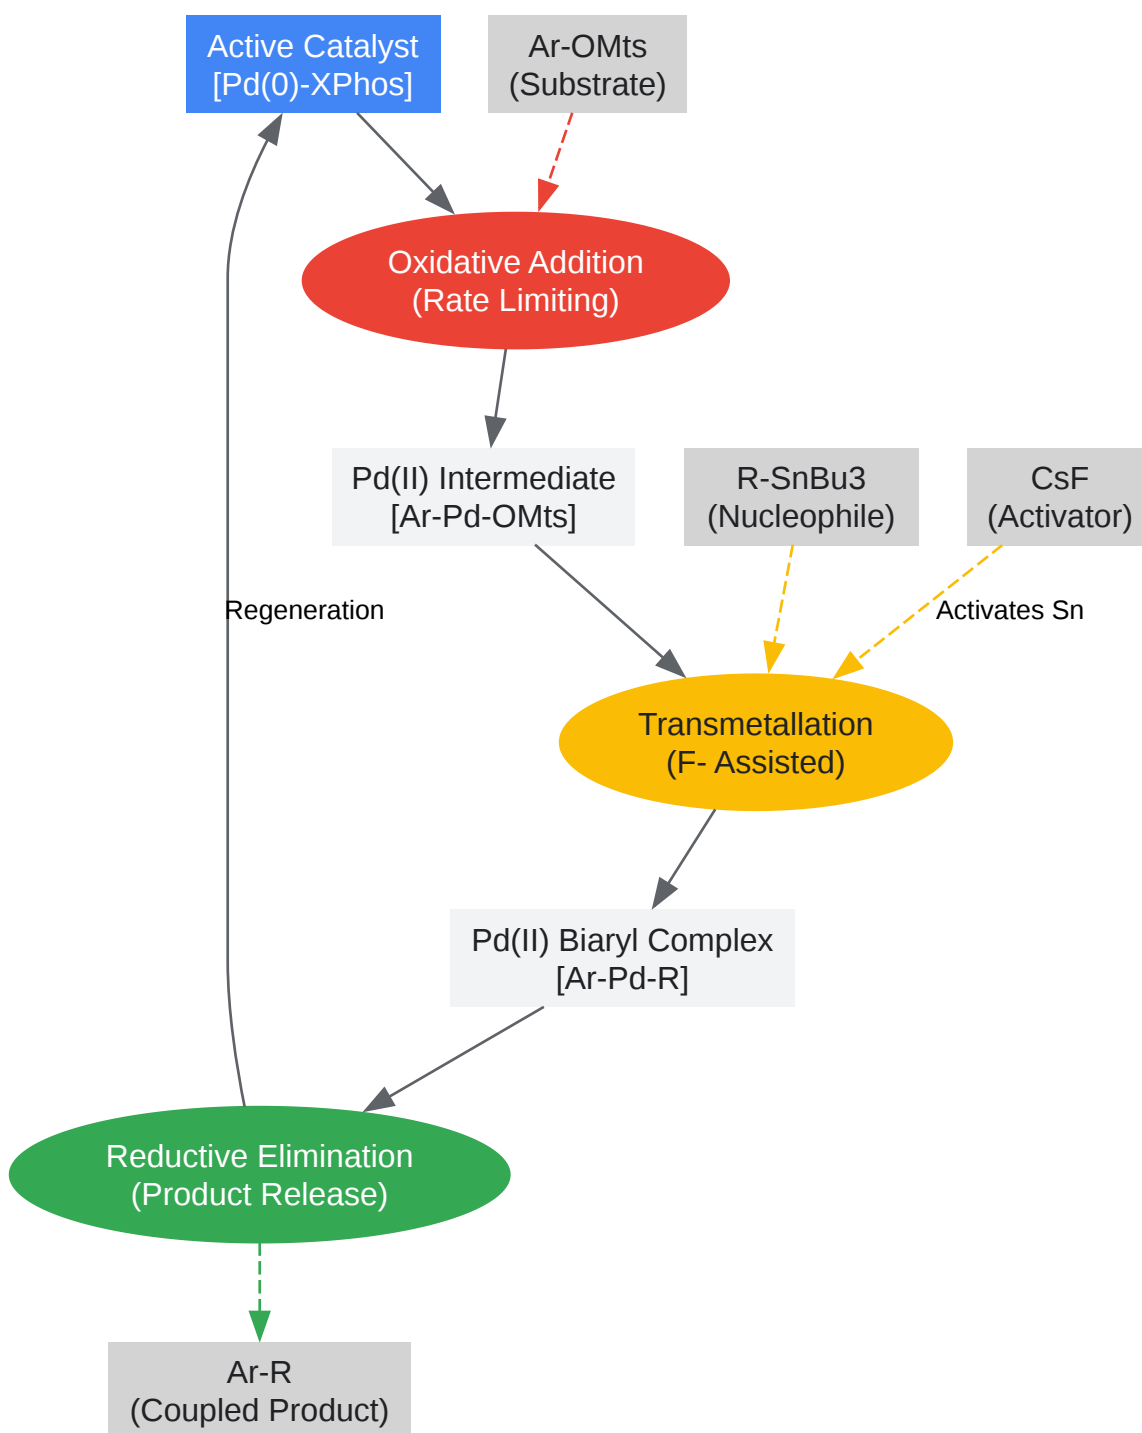 Active Catalyst
[Pd(0)-XPhos]
Ar-OMts
(Substrate)
Oxidative Addition
(Rate Limiting)
Pd(II) Intermediate
[Ar-Pd-OMts]
R-SnBu3
(Nucleophile)
CsF
(Activator)
Regeneration
Activates Sn
Transmetallation
(F- Assisted)
Pd(II) Biaryl Complex
[Ar-Pd-R]
Reductive Elimination
(Product Release)
Ar-R
(Coupled Product)